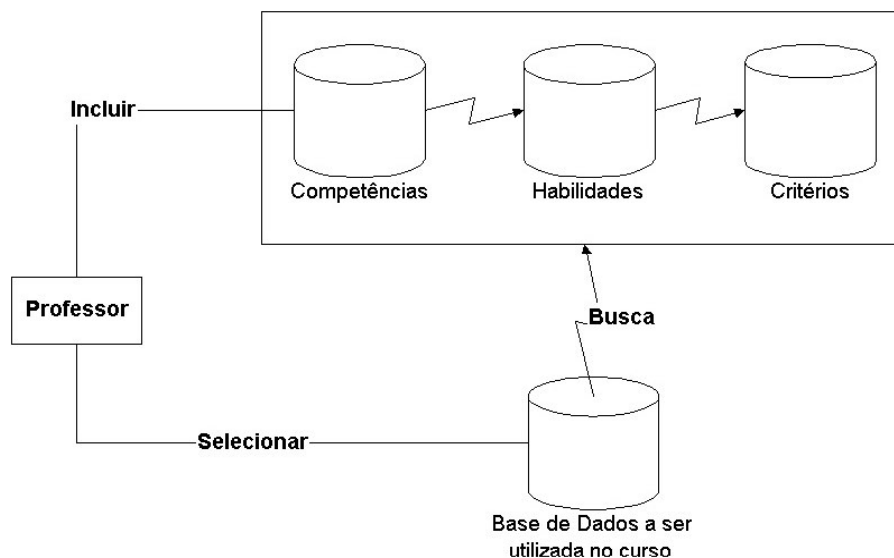 Incluir
Competências
Habilidades
Critérios
Professor
Busca
Selecionar
Base de Dados a ser
utilizada no curso